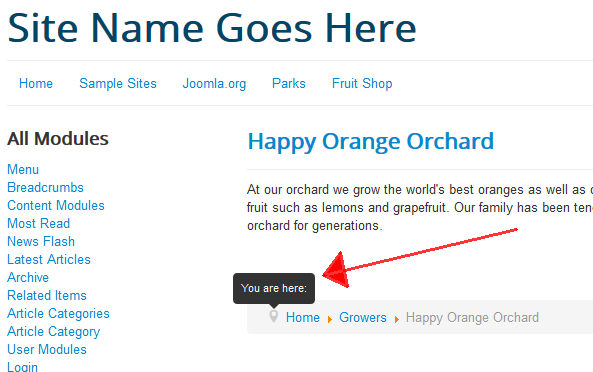 Site Name Goes Here
Home Sample Sites Joomla.org Parks Fruit Shop
All Modules
Menu
Breadcrumbs
Content Modules
Most Read
News Flash
Latest Articles
Archive
Related Items
Article Categories
Article Category
User Modules
Login
Happy Orange Orchard
At our orchard we grow the world's best oranges as well as
fruit such as lemons and grapefruit. Our family has been
orchard for generations.
You are here:
Home Growers Happy Orange Orchard